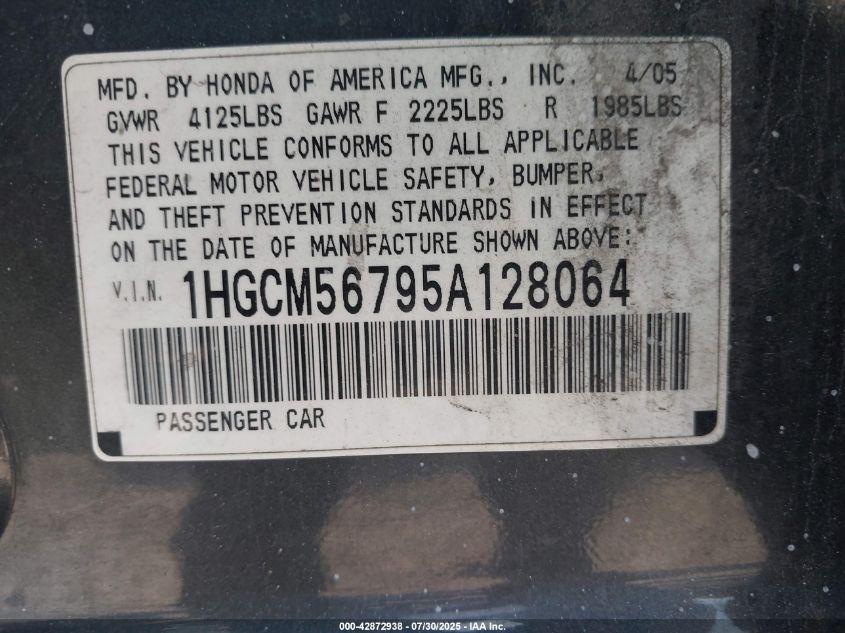 MFD. BY HONDA OF AMERICA MFG., INC. 4/05
GVWR 4125LBS GAWR F 2225LBS R 1985LBS
THIS VEHICLE CONFORMS TO ALL APPLICABLE
FEDERAL MOTOR VEHICLE SAFETY, BUMPER,
AND THEFT PREVENTION STANDARDS IN EFFECT
ON THE DATE OF MANUFACTURE SHOWN ABOVE:
V.I.N. 1HGCM56795A128064
PASSENGER CAR
000-42872938 - 07/30/2025 - IAA Inc.